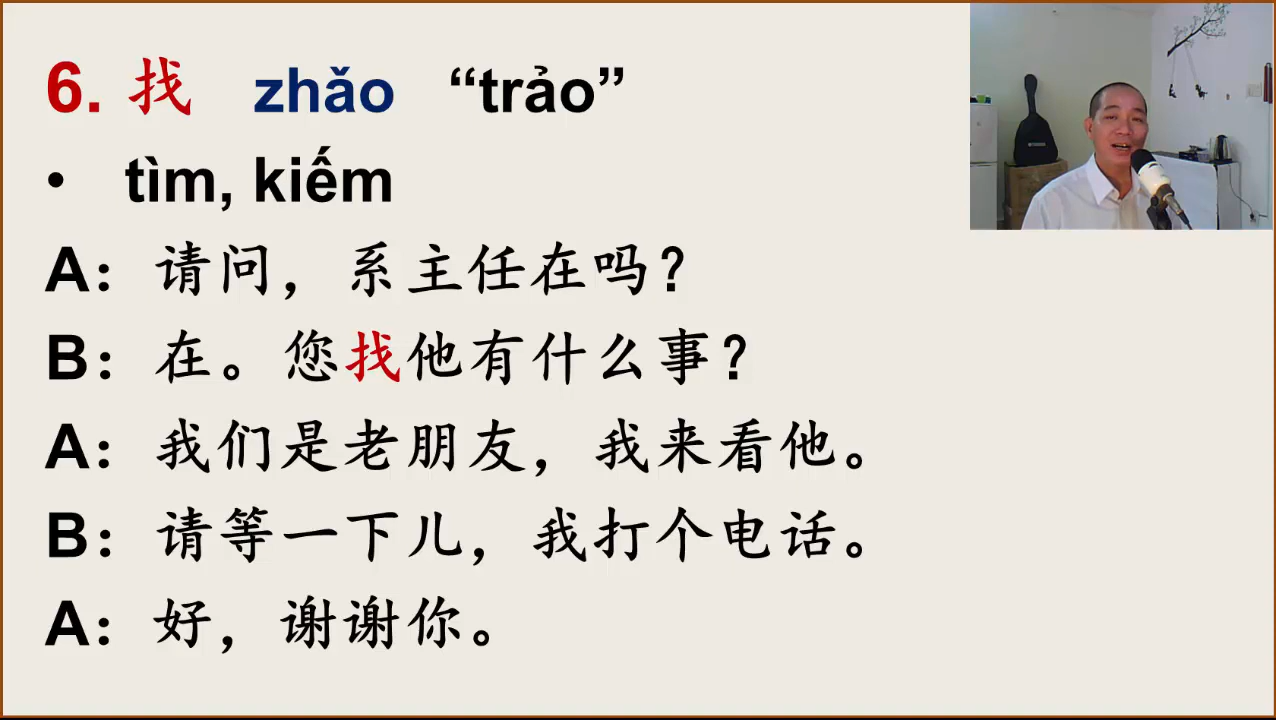 6. 找 zhǎo “trảo”
• tìm, kiếm
A：请问，系主任在吗？
B：在。您找他有什么事？
A：我们是老朋友，我来看他。
B：请等一下儿，我打个电话。
A：好，谢谢你。